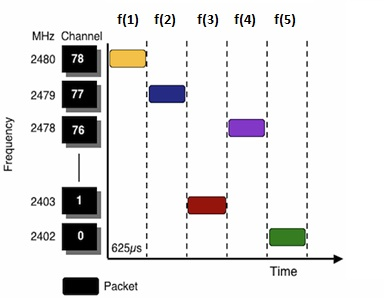 f(1) f(2) f(3) f(4) f(5)
MHz Channel
2480 78
2479 77
2478 76
2403 1
2402 0
Frequency
625µs
Time
Packet